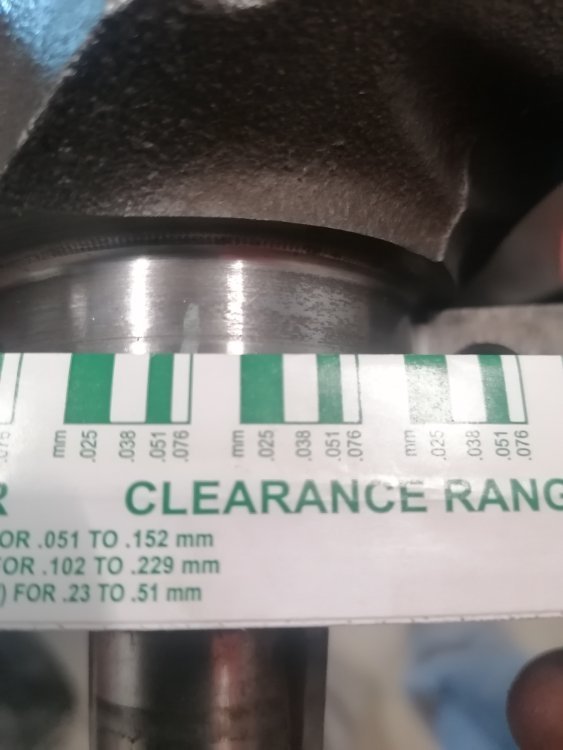 .076 mm .025 .038 .051 .076 mm .025 .038 .051 .076 mm .025 .038 .051 .076
R CLEARANCE RANG
OR .051 TO .152 mm
FOR .102 TO .229 mm
) FOR .23 TO .51 mm